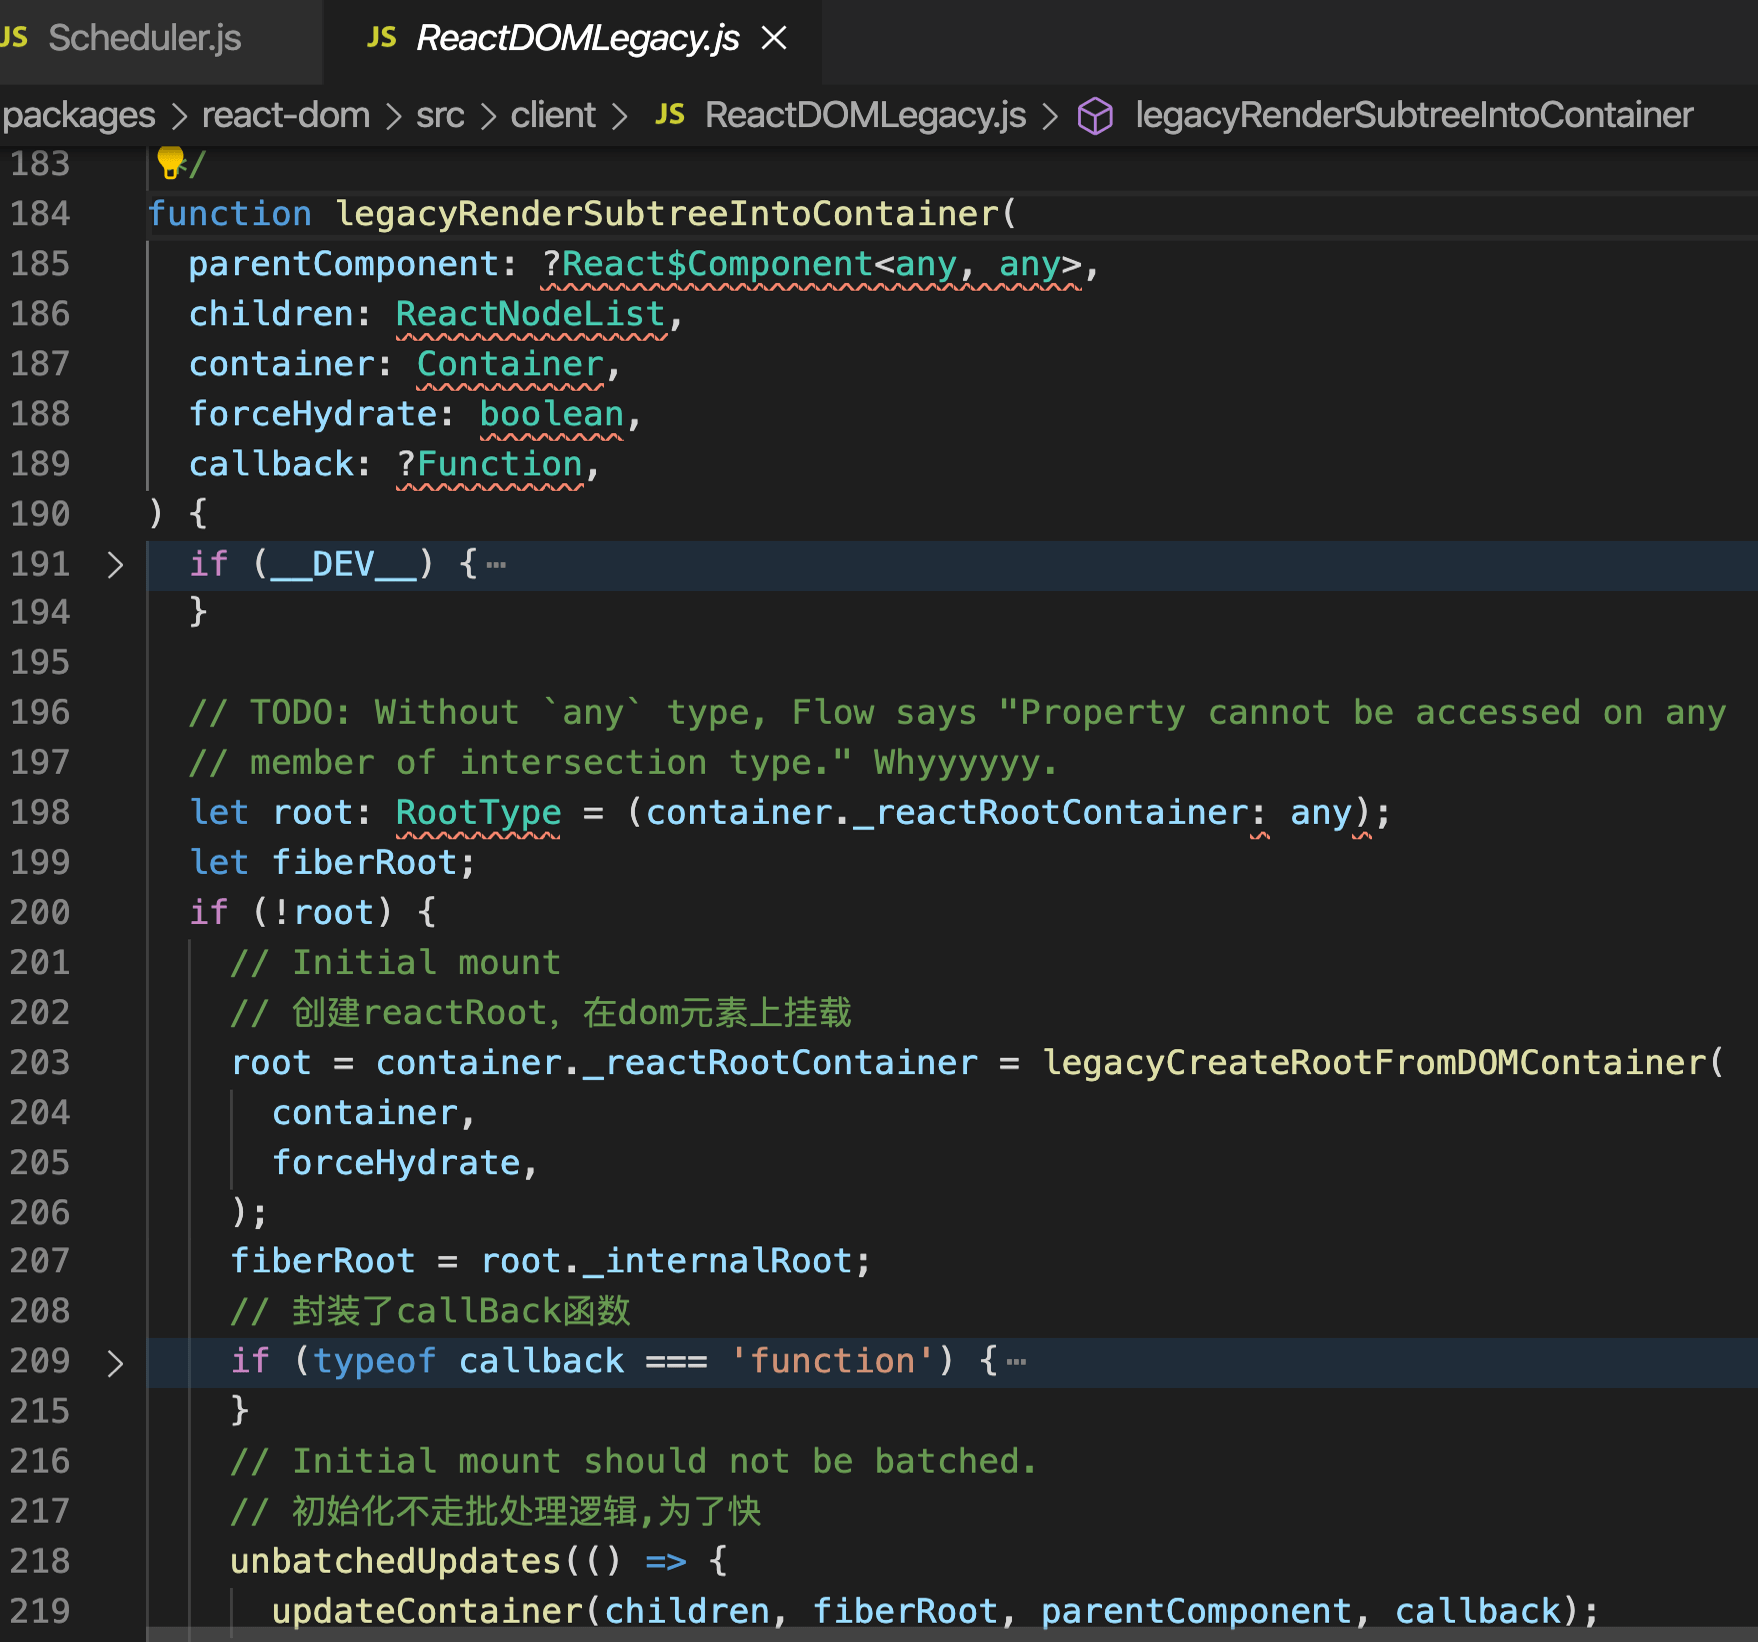 JS Scheduler.js JS ReactDOMLegacy.js
packages > react-dom > src > client > JS ReactDOMLegacy.js > legacyRenderSubtreeIntoContainer
183 */
184 function legacyRenderSubtreeIntoContainer(
185 parentComponent: ?React$Component<any, any>,
186 children: ReactNodeList,
187 container: Container,
188 forceHydrate: boolean,
189 callback: ?Function,
190 ) {
191 if (__DEV__) {⋯
194 }
195
196 // TODO: Without `any` type, Flow says "Property cannot be accessed on any
197 // member of intersection type." Whyyyyyy.
198 let root: RootType = (container._reactRootContainer: any);
199 let fiberRoot;
200 if (!root) {
201 // Initial mount
202 // 创建reactRoot，在dom元素上挂载
203 root = container._reactRootContainer = legacyCreateRootFromDOMContainer(
204 container,
205 forceHydrate,
206 );
207 fiberRoot = root._internalRoot;
208 // 封装了callBack函数
209 if (typeof callback === 'function') {⋯
215 }
216 // Initial mount should not be batched.
217 // 初始化不走批处理逻辑,为了快
218 unbatchedUpdates(() => {
219 updateContainer(children, fiberRoot, parentComponent, callback);